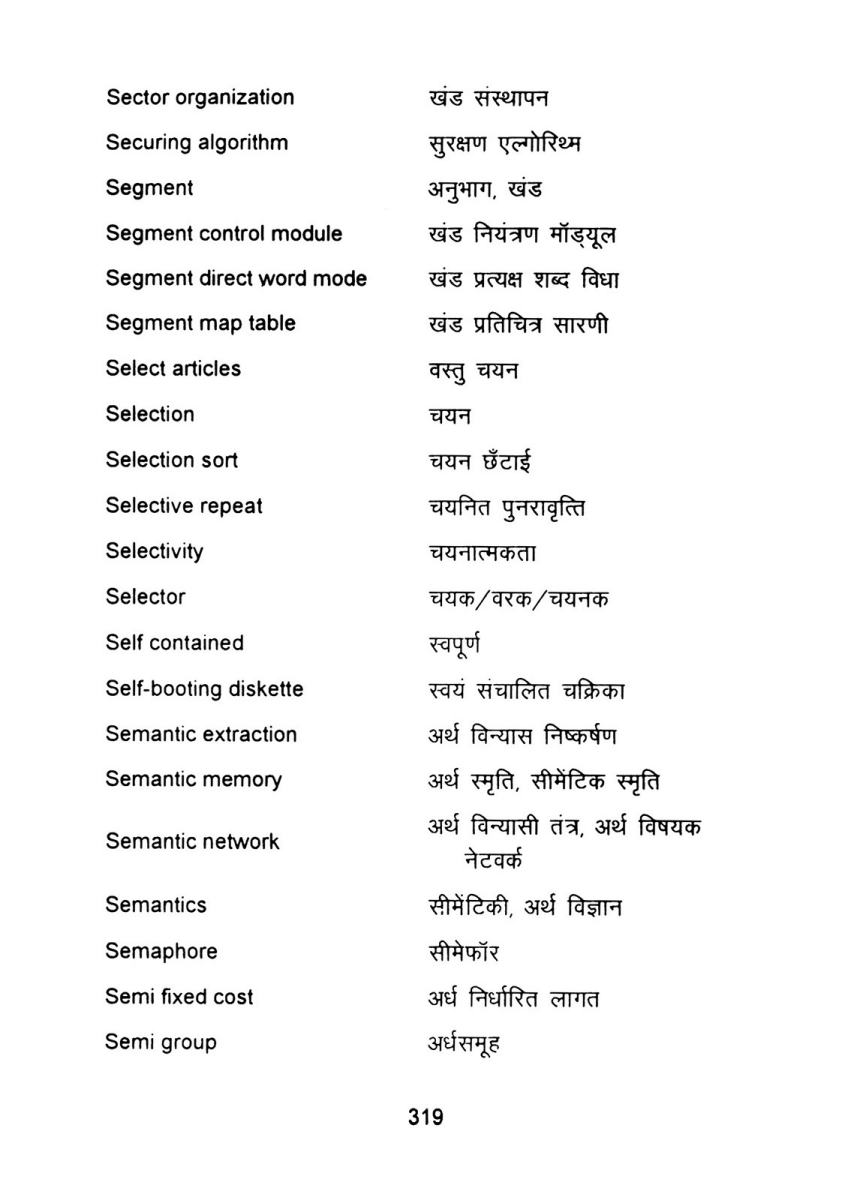 Sector organization खंड संस्थापन
Securing algorithm सुरक्षण एल्गोरिथ्म
Segment अनुभाग, खंड
Segment control module खंड नियंत्रण मॉड्यूल
Segment direct word mode खंड प्रत्यक्ष शब्द विधा
Segment map table खंड प्रतिचित्र सारणी
Select articles वस्तु चयन
Selection चयन
Selection sort चयन छँटाई
Selective repeat चयनित पुनरावृत्ति
Selectivity चयनात्मकता
Selector चयक/वरक/चयनक
Self contained स्वपूर्ण
Self-booting diskette स्वयं संचालित चक्रिका
Semantic extraction अर्थ विन्यास निष्कर्षण
Semantic memory अर्थ स्मृति, सीमेंटिक स्मृति
Semantic network अर्थ विन्यासी तंत्र, अर्थ विषयक
नेटवर्क
Semantics सीमेंटिकी, अर्थ विज्ञान
Semaphore सीमेफॉर
Semi fixed cost अर्ध निर्धारित लागत
Semi group अर्धसमूह
319